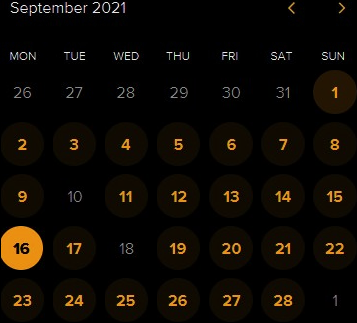 September 2021
MON TUE WED THU FRI SAT SUN
26 27 28 29 30 31 1
2 3 4 5 6 7 8
9 10 11 12 13 14 15
16 17 18 19 20 21 22
23 24 25 26 27 28 1